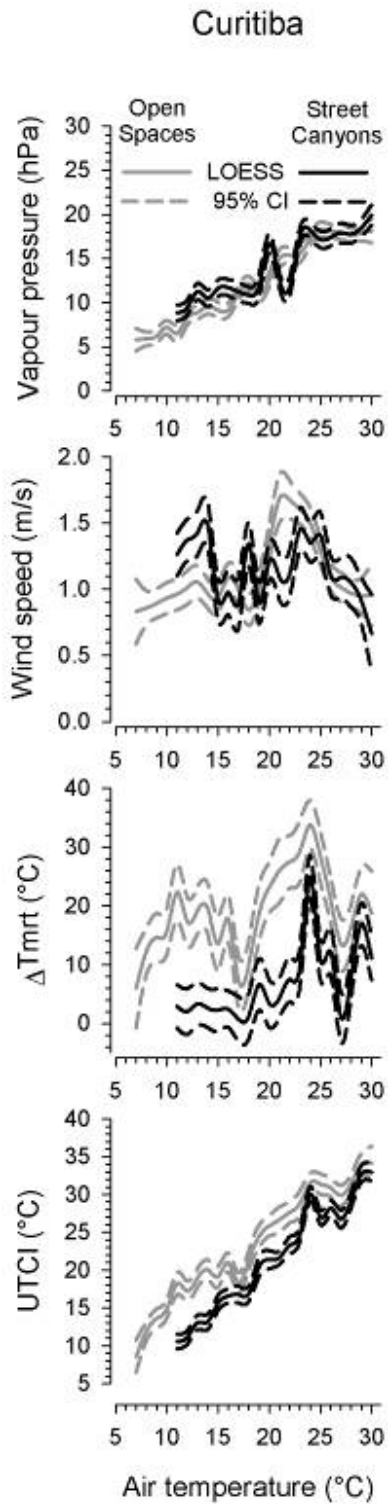 Curitiba
Open Spaces Street Canyons
LOESS
95% CI
Vapour pressure (hPa)
30
25
20
15
10
5
0
5 10 15 20 25 30
Wind speed (m/s)
2.0
1.5
1.0
0.5
0.0
5 10 15 20 25 30
ΔTmrt (°C)
40
30
20
10
0
5 10 15 20 25 30
UTCI (°C)
40
35
30
25
20
15
10
5
5 10 15 20 25 30
Air temperature (°C)